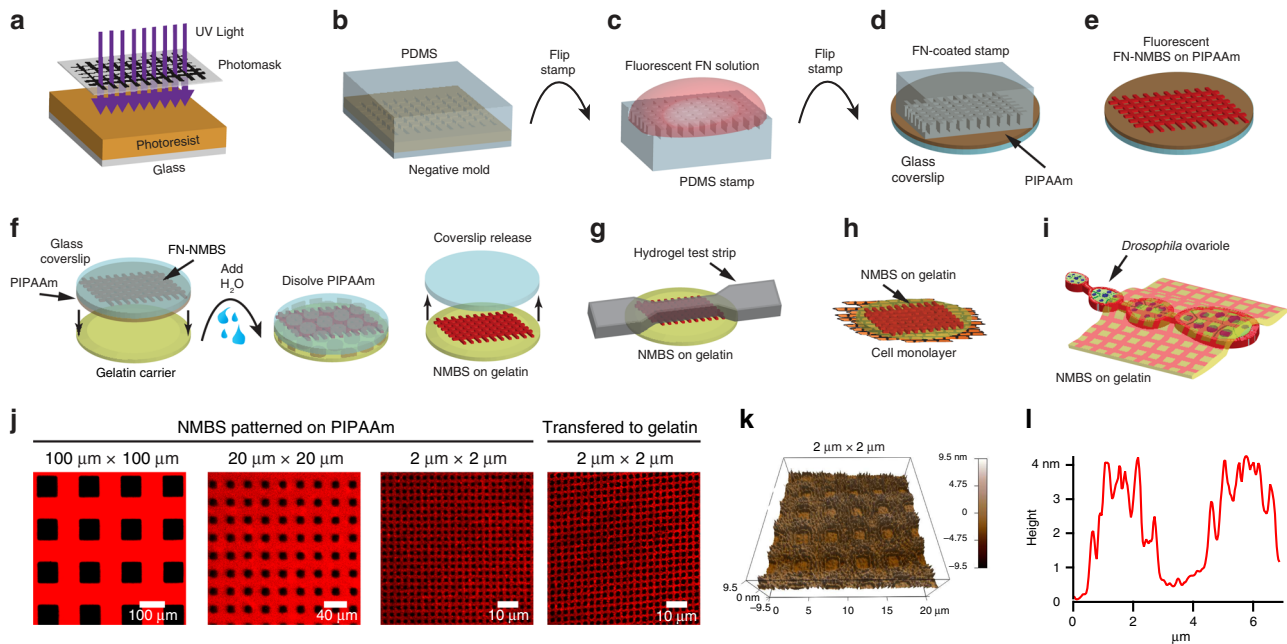 a
UV Light
Photomask
Photoresist
Glass
b
PDMS
Negative mold
Flip
stamp
c
Fluorescent FN solution
PDMS stamp
Flip
stamp
d
FN-coated stamp
Glass
coverslip
PIPAAm
e
Fluorescent
FN-NMBS on PIPAAm
f
Glass
coverslip
FN-NMBS
PIPAAm
Gelatin carrier
Add
H2O
Disolve PIPAAm
Coverslip release
NMBS on gelatin
g
Hydrogel test strip
NMBS on gelatin
h
NMBS on gelatin
Cell monolayer
i
Drosophila ovariole
NMBS on gelatin
j
NMBS patterned on PIPAAm
Transfered to gelatin
100 μm × 100 μm
20 μm × 20 μm
2 μm × 2 μm
2 μm × 2 μm
100 μm
40 μm
10 μm
10 μm
k
2 μm × 2 μm
9.5 nm
4.75
0
−4.75
−9.5
9.5
0 nm
−9.5
0
5
10
15
20 μm
l
4 nm
3
2
1
0
Height
0
2
4
6
μm